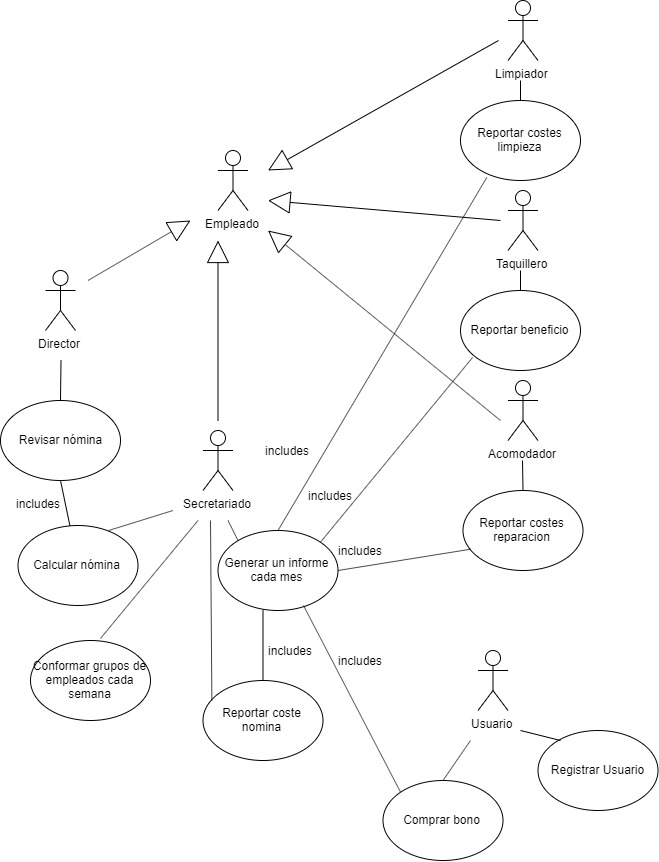 Limpiador
Reportar costes
limpieza
Empleado
Taquillero
Director
Reportar beneficio
Revisar nómina
includes
Acomodador
includes
Secretariado
includes
Reportar costes
reparacion
includes
Calcular nómina
Generar un informe
cada mes
Conformar grupos de
empleados cada
semana
includes
includes
Reportar coste
nomina
Usuario
Registrar Usuario
Comprar bono